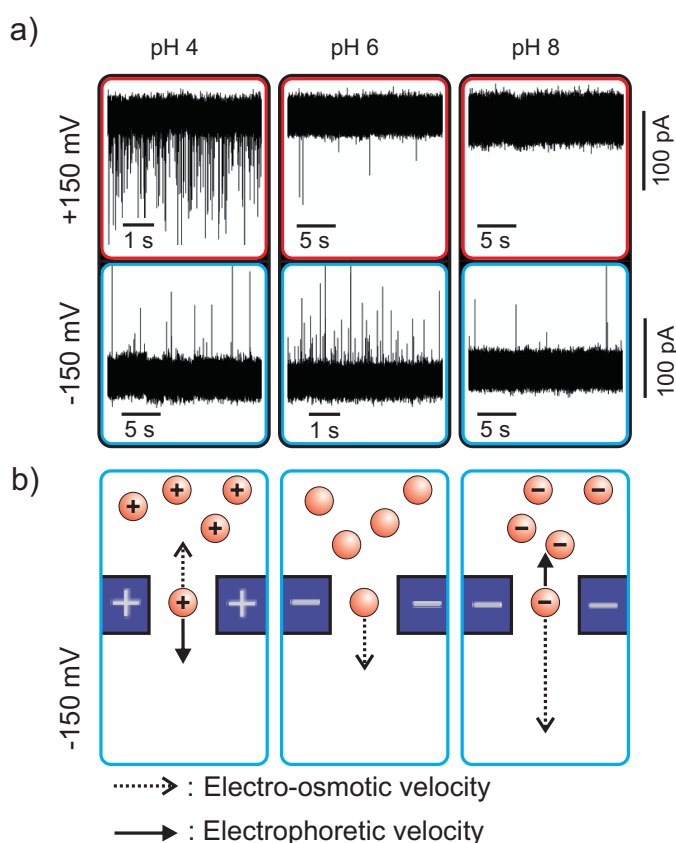 a)
pH 4 pH 6 pH 8
+150 mV
1 s 5 s 5 s
100 pA
-150 mV
5 s 1 s 5 s
100 pA
b)
+ + +
+
− −
− −
+ + + − − − − −
-150 mV
: Electro-osmotic velocity
: Electrophoretic velocity